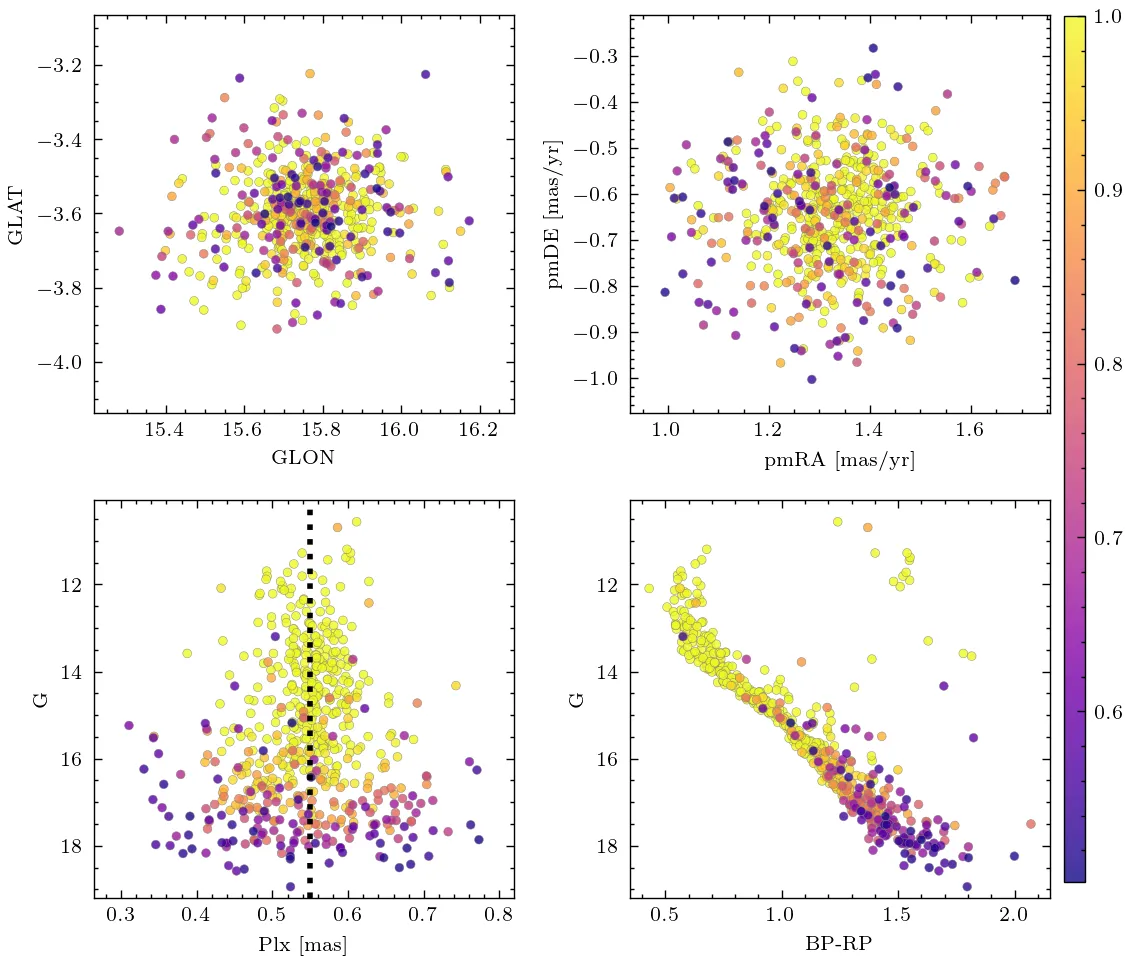 GLAT
−3.2
−3.4
−3.6
−3.8
−4.0
15.4 15.6 15.8 16.0 16.2
GLON
pmDE [mas/yr]
−0.3
−0.4
−0.5
−0.6
−0.7
−0.8
−0.9
−1.0
1.0 1.2 1.4 1.6
pmRA [mas/yr]
G
12
14
16
18
0.3 0.4 0.5 0.6 0.7 0.8
Plx [mas]
G
12
14
16
18
0.5 1.0 1.5 2.0
BP-RP
1.0
0.9
0.8
0.7
0.6